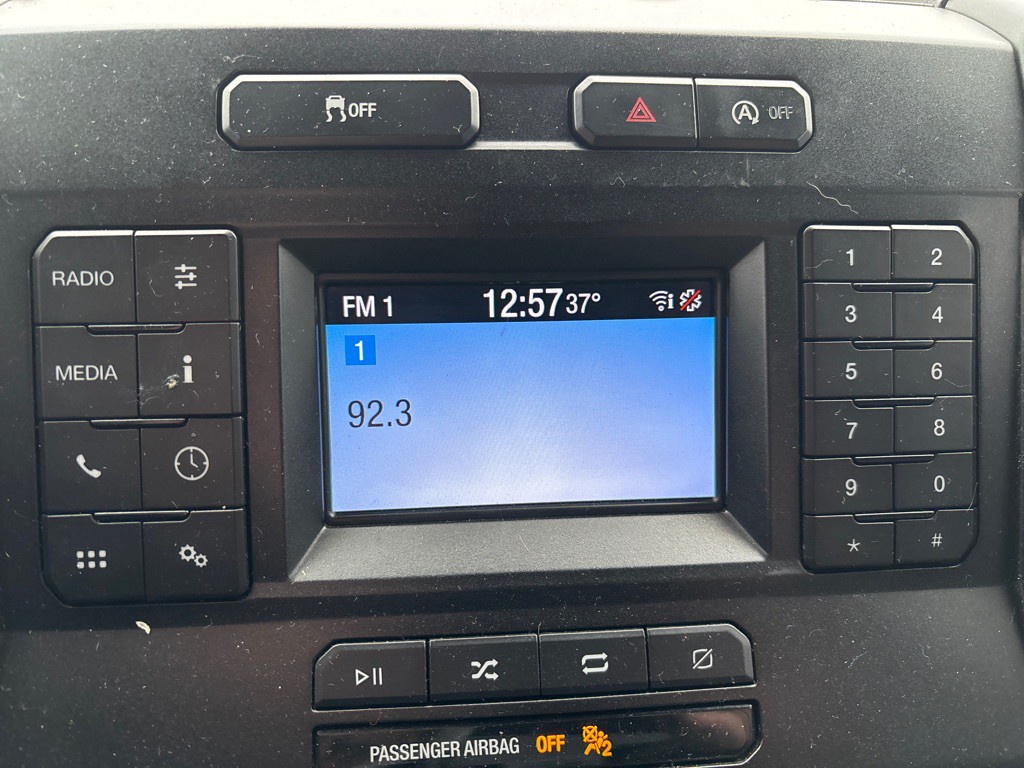 OFF
A OFF
RADIO
MEDIA
i
FM 1 12:57 37° i
1
92.3
1 2
3 4
5 6
7 8
9 0
* #
PASSENGER AIRBAG OFF 2